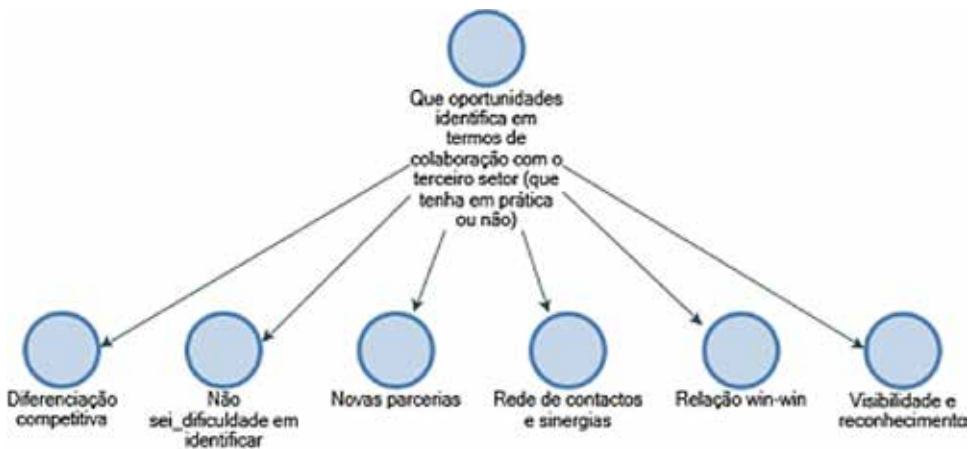 Que oportunidades
identifica em
termos de
colaboração com o
terceiro setor (que
tenha em prática
ou não)
Diferenciação
competitiva
Não
sei_dificuldade em
identificar
Novas parcerias
Rede de contactos
e sinergias
Relação win-win
Visibilidade e
reconhecimento